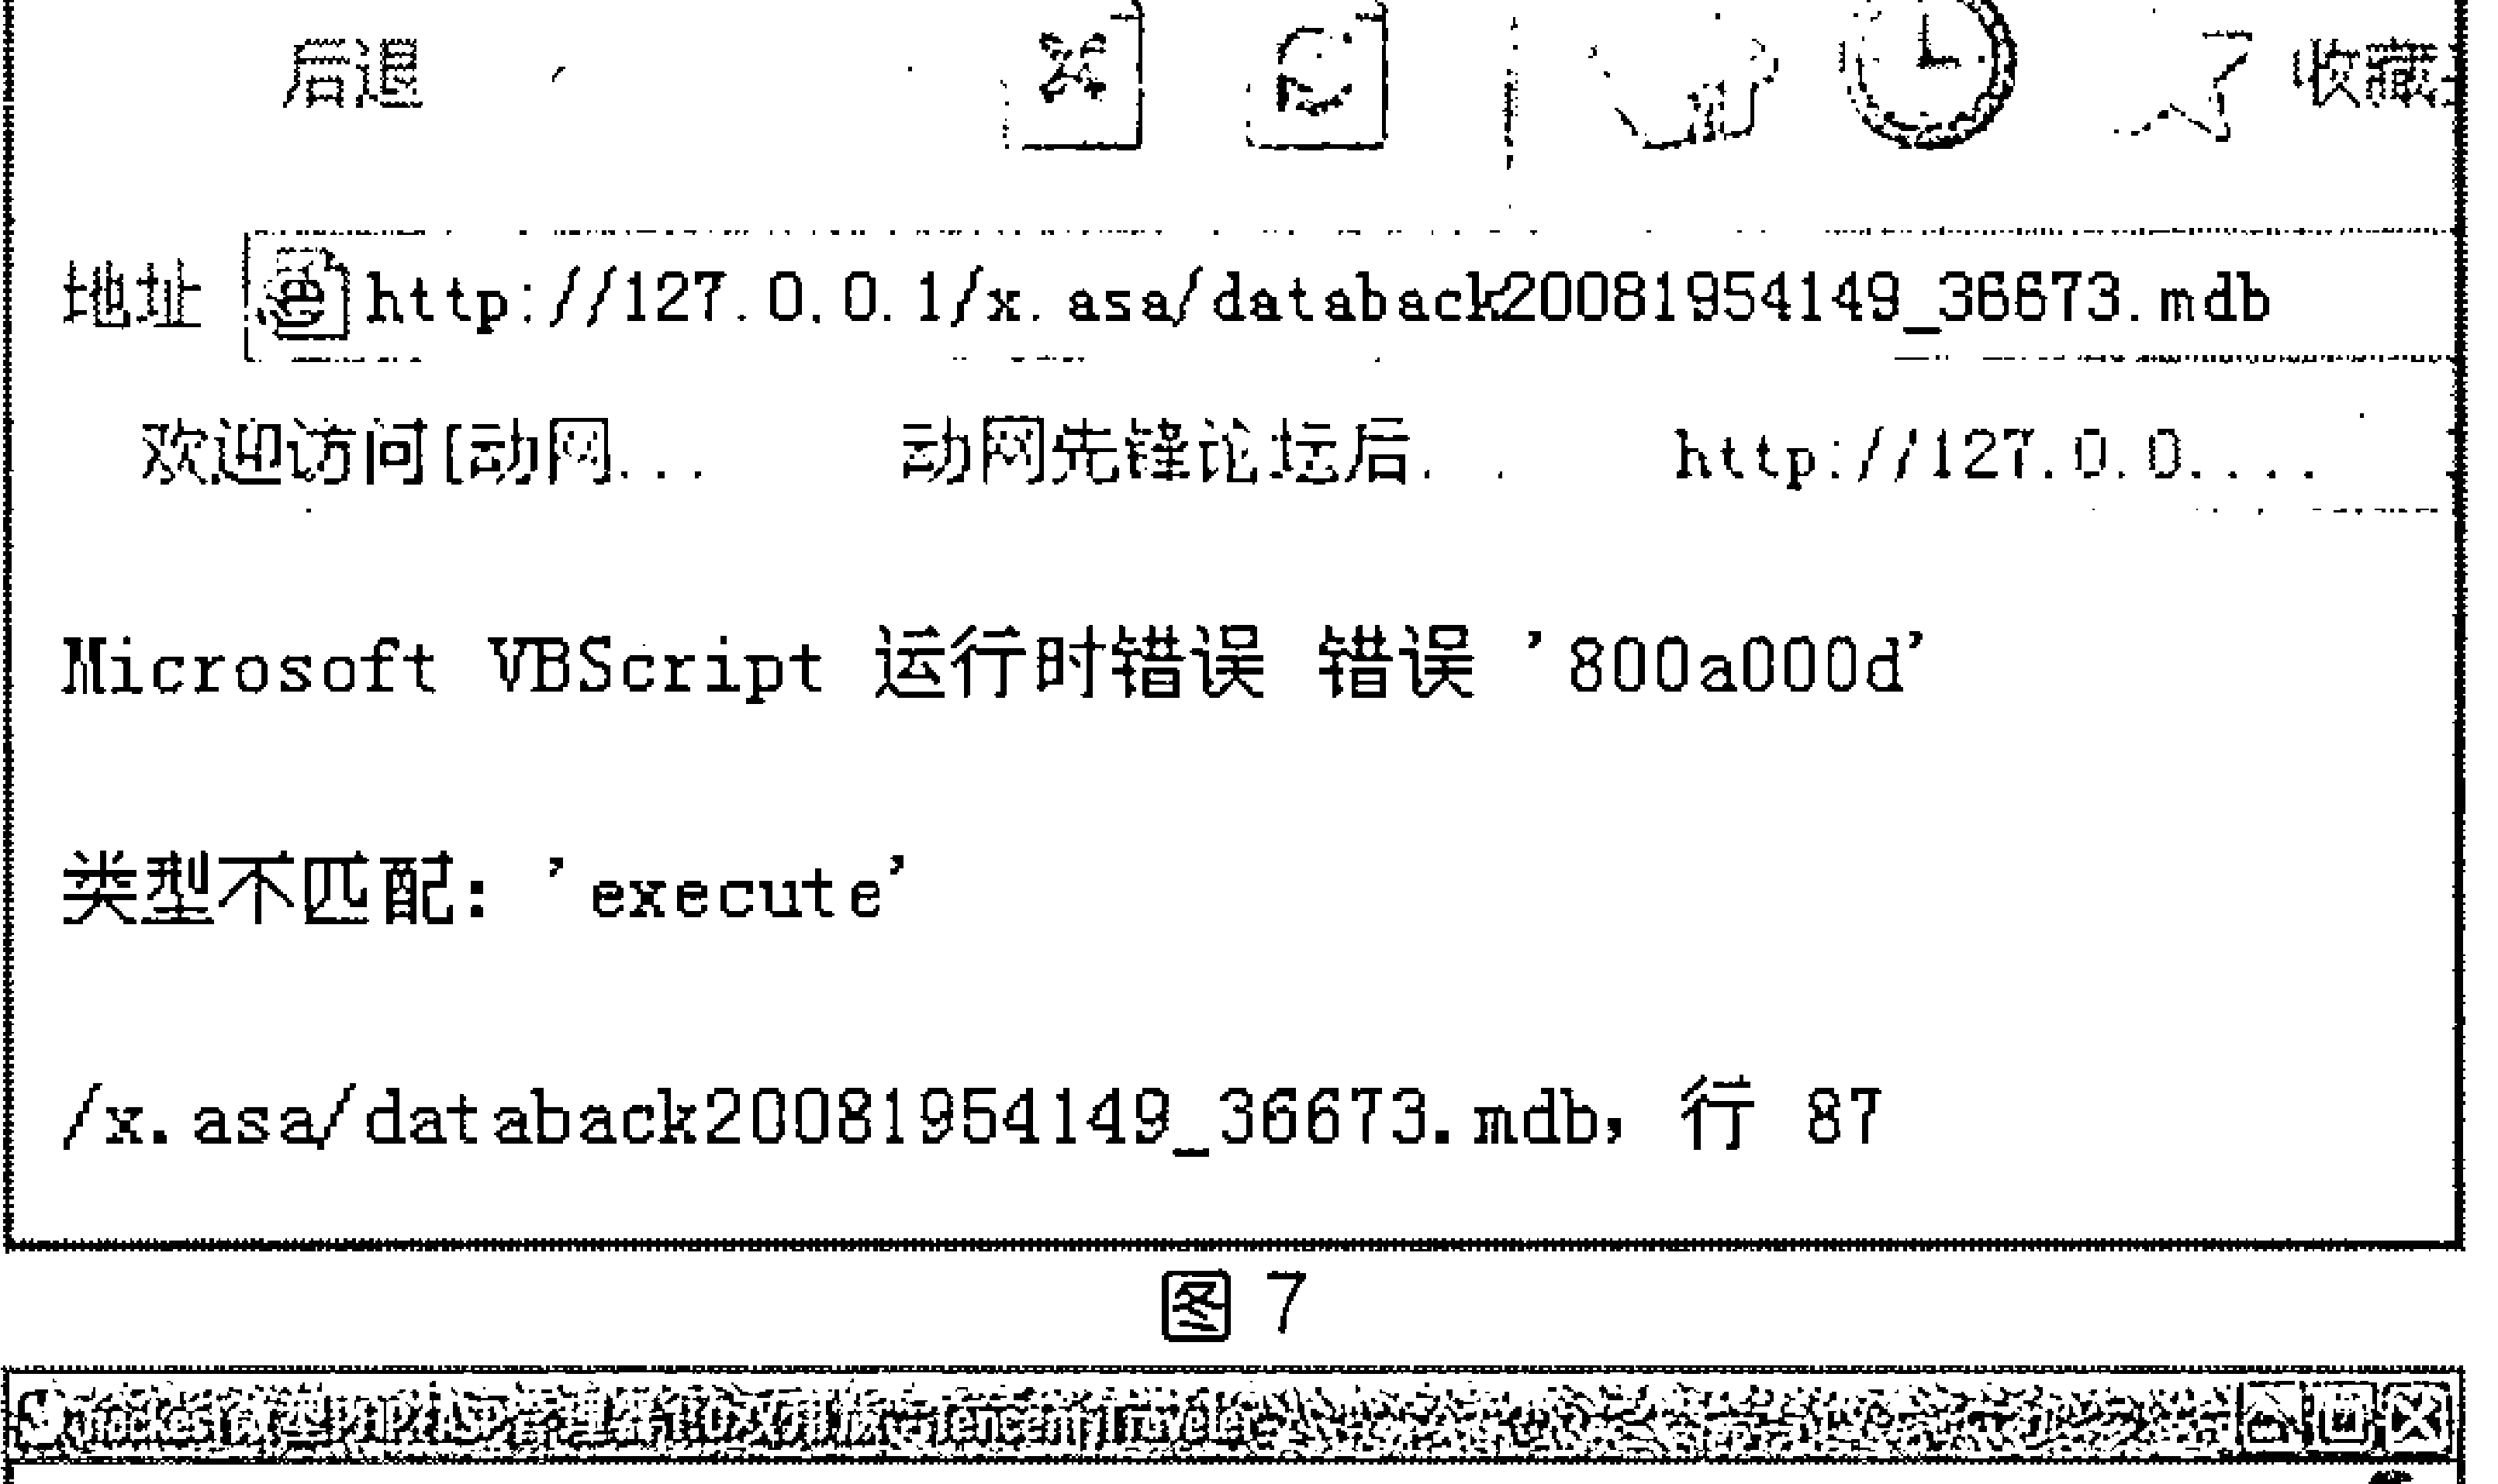 后退 收藏
地址 http://127.0.0.1/x.asa/databack20081954149_36673.mdb
欢迎访问[动网... 动网先锋论坛后... http://127.0.0....
Microsoft VBScript 运行时错误 错误 '800a000d'
类型不匹配: 'execute'
/x.asa/databack20081954149_36673.mdb, 行 87
图 7